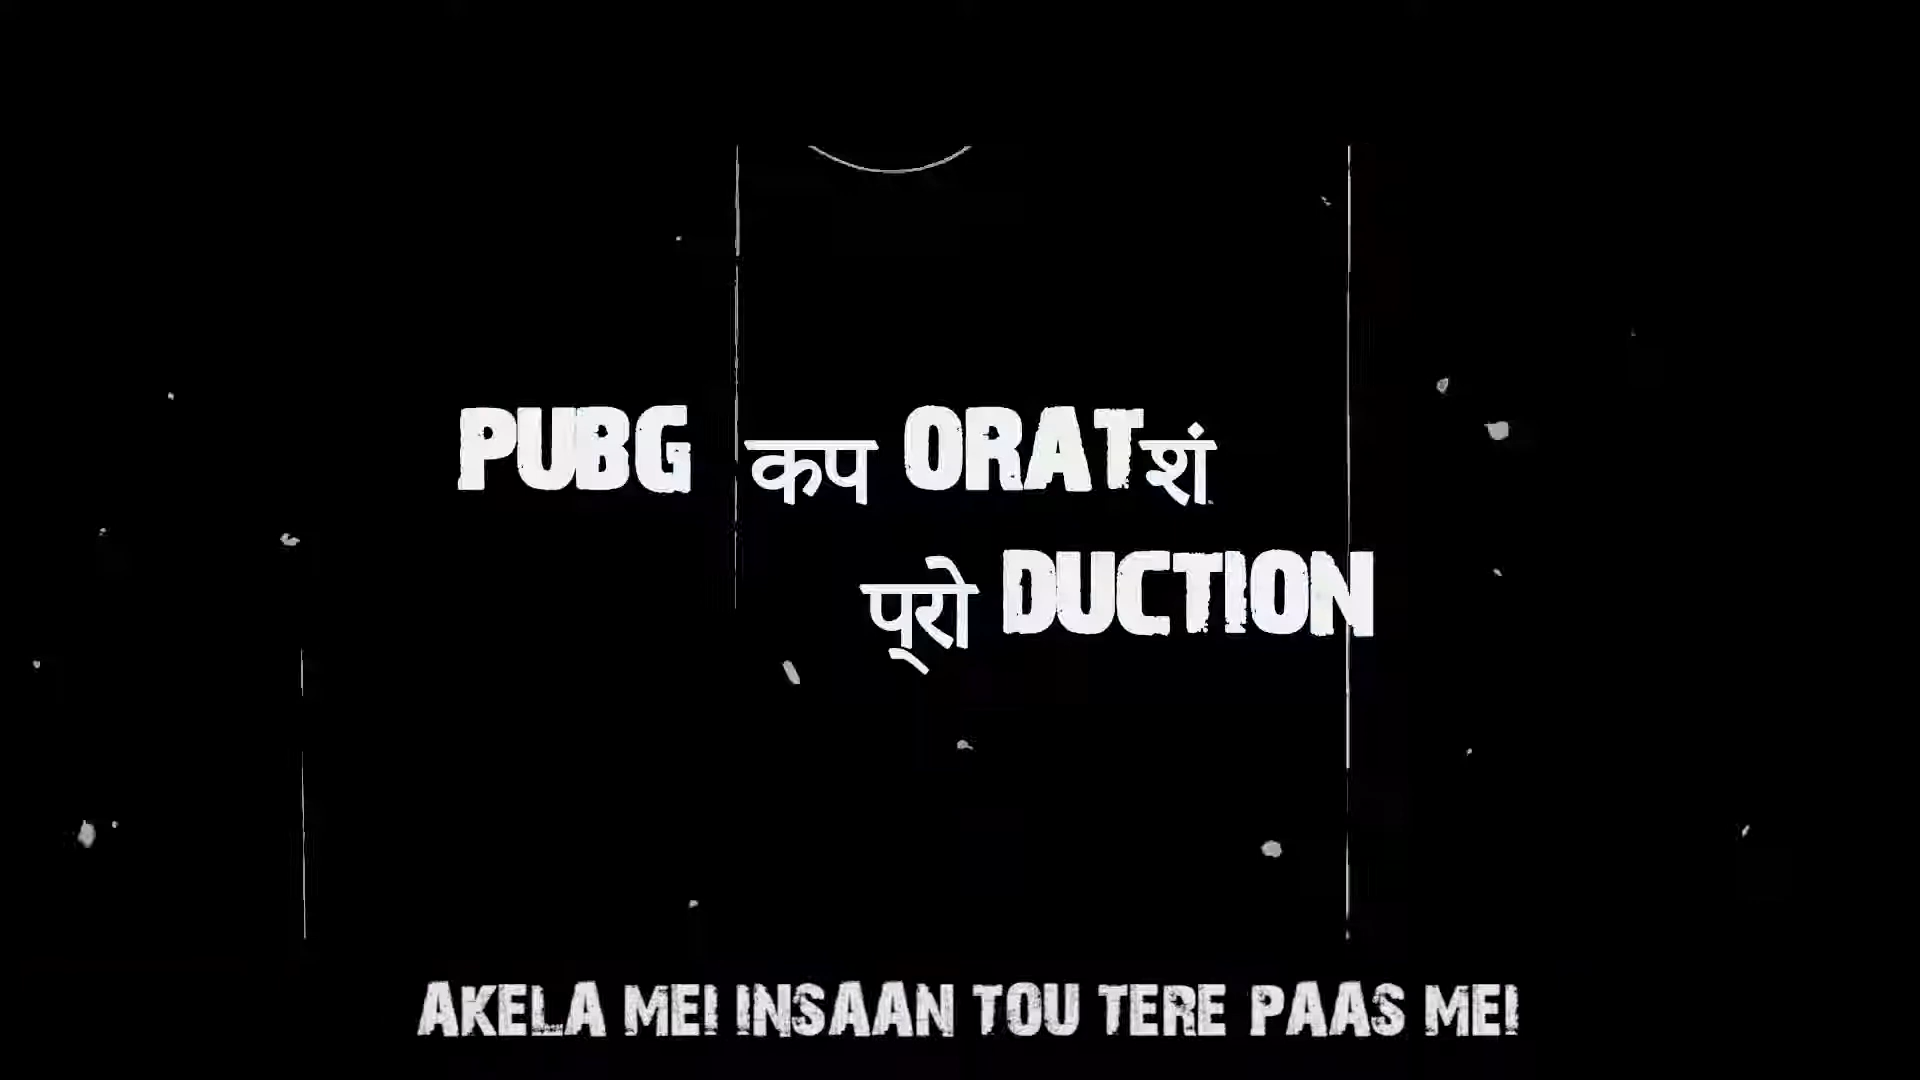 PUBG कप ORATशं
प्रो DUCTION
AKELA MEI INSAAN TOU TERE PAAS MEI